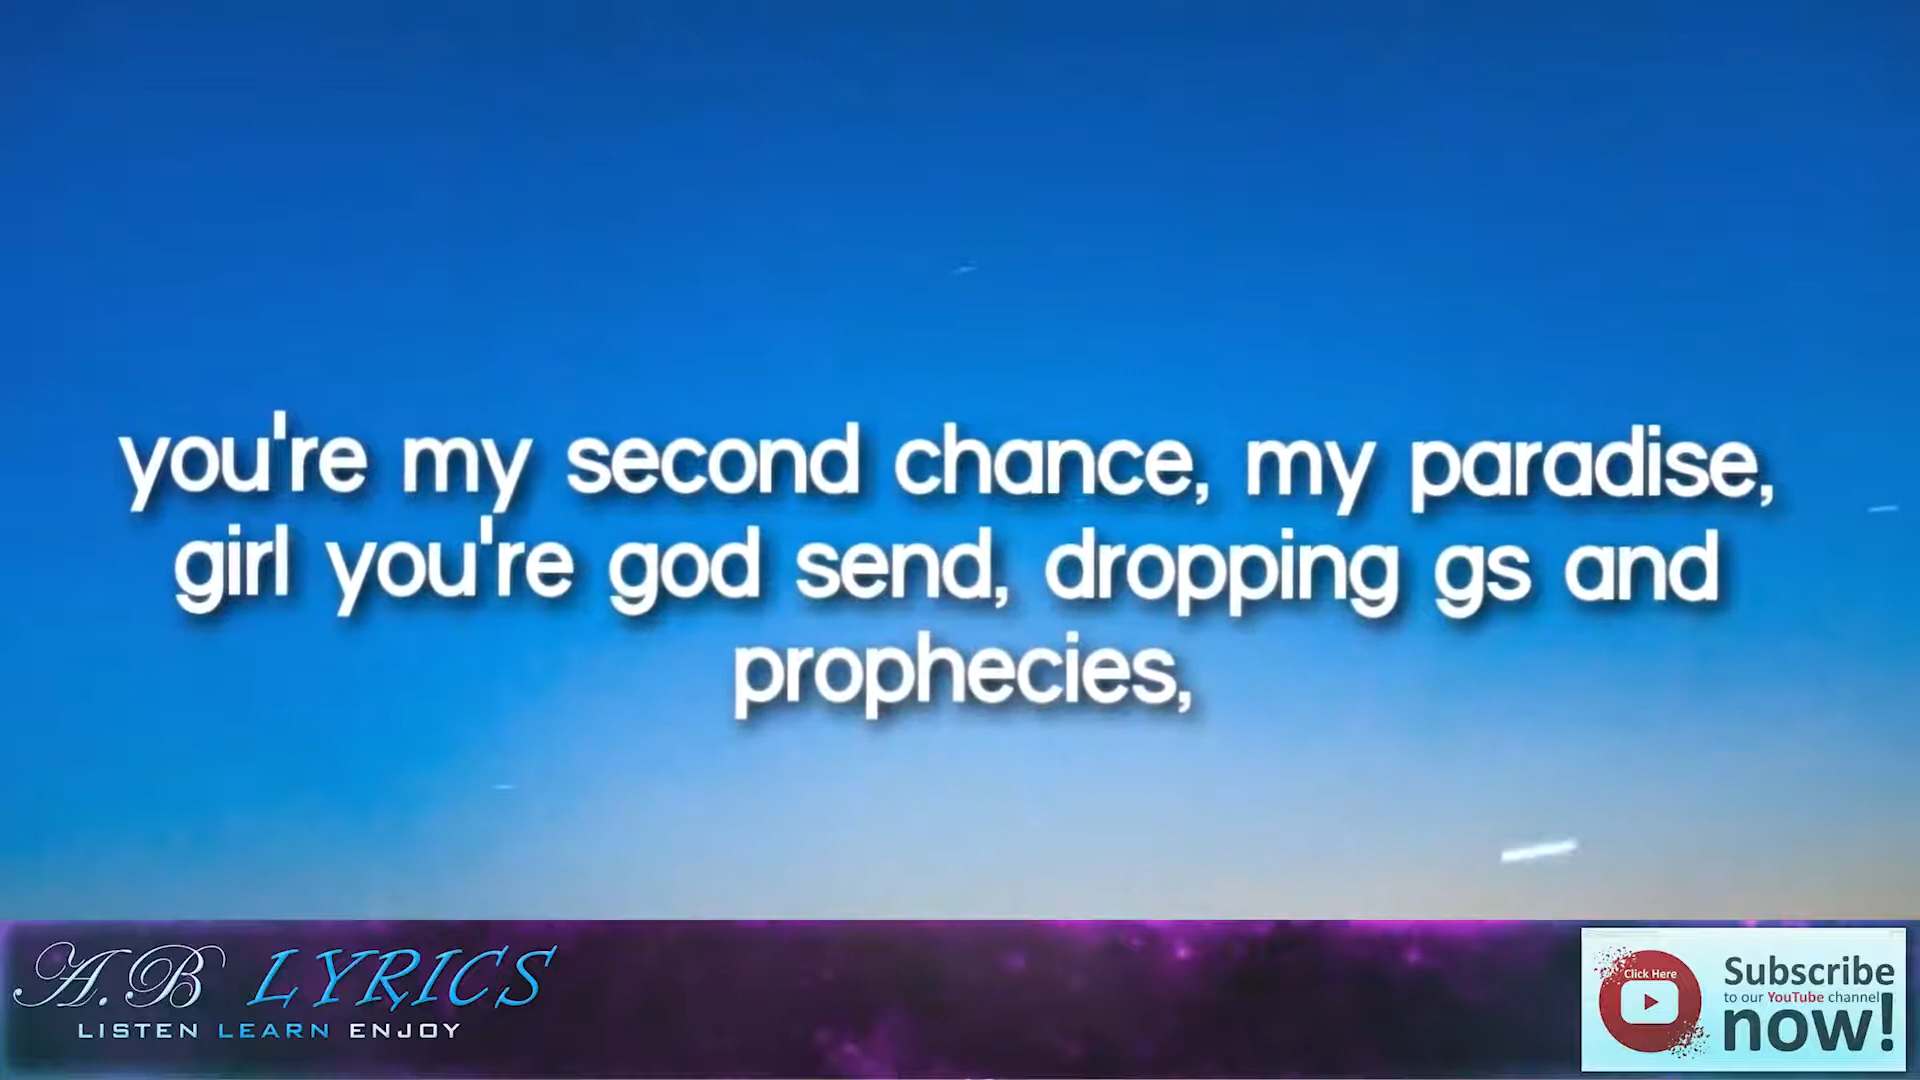 you're my second chance, my paradise,
girl you're god send, dropping gs and
prophecies,
A.B LYRICS
LISTEN LEARN ENJOY
Click Here
Subscribe
to our YouTube channel
now!